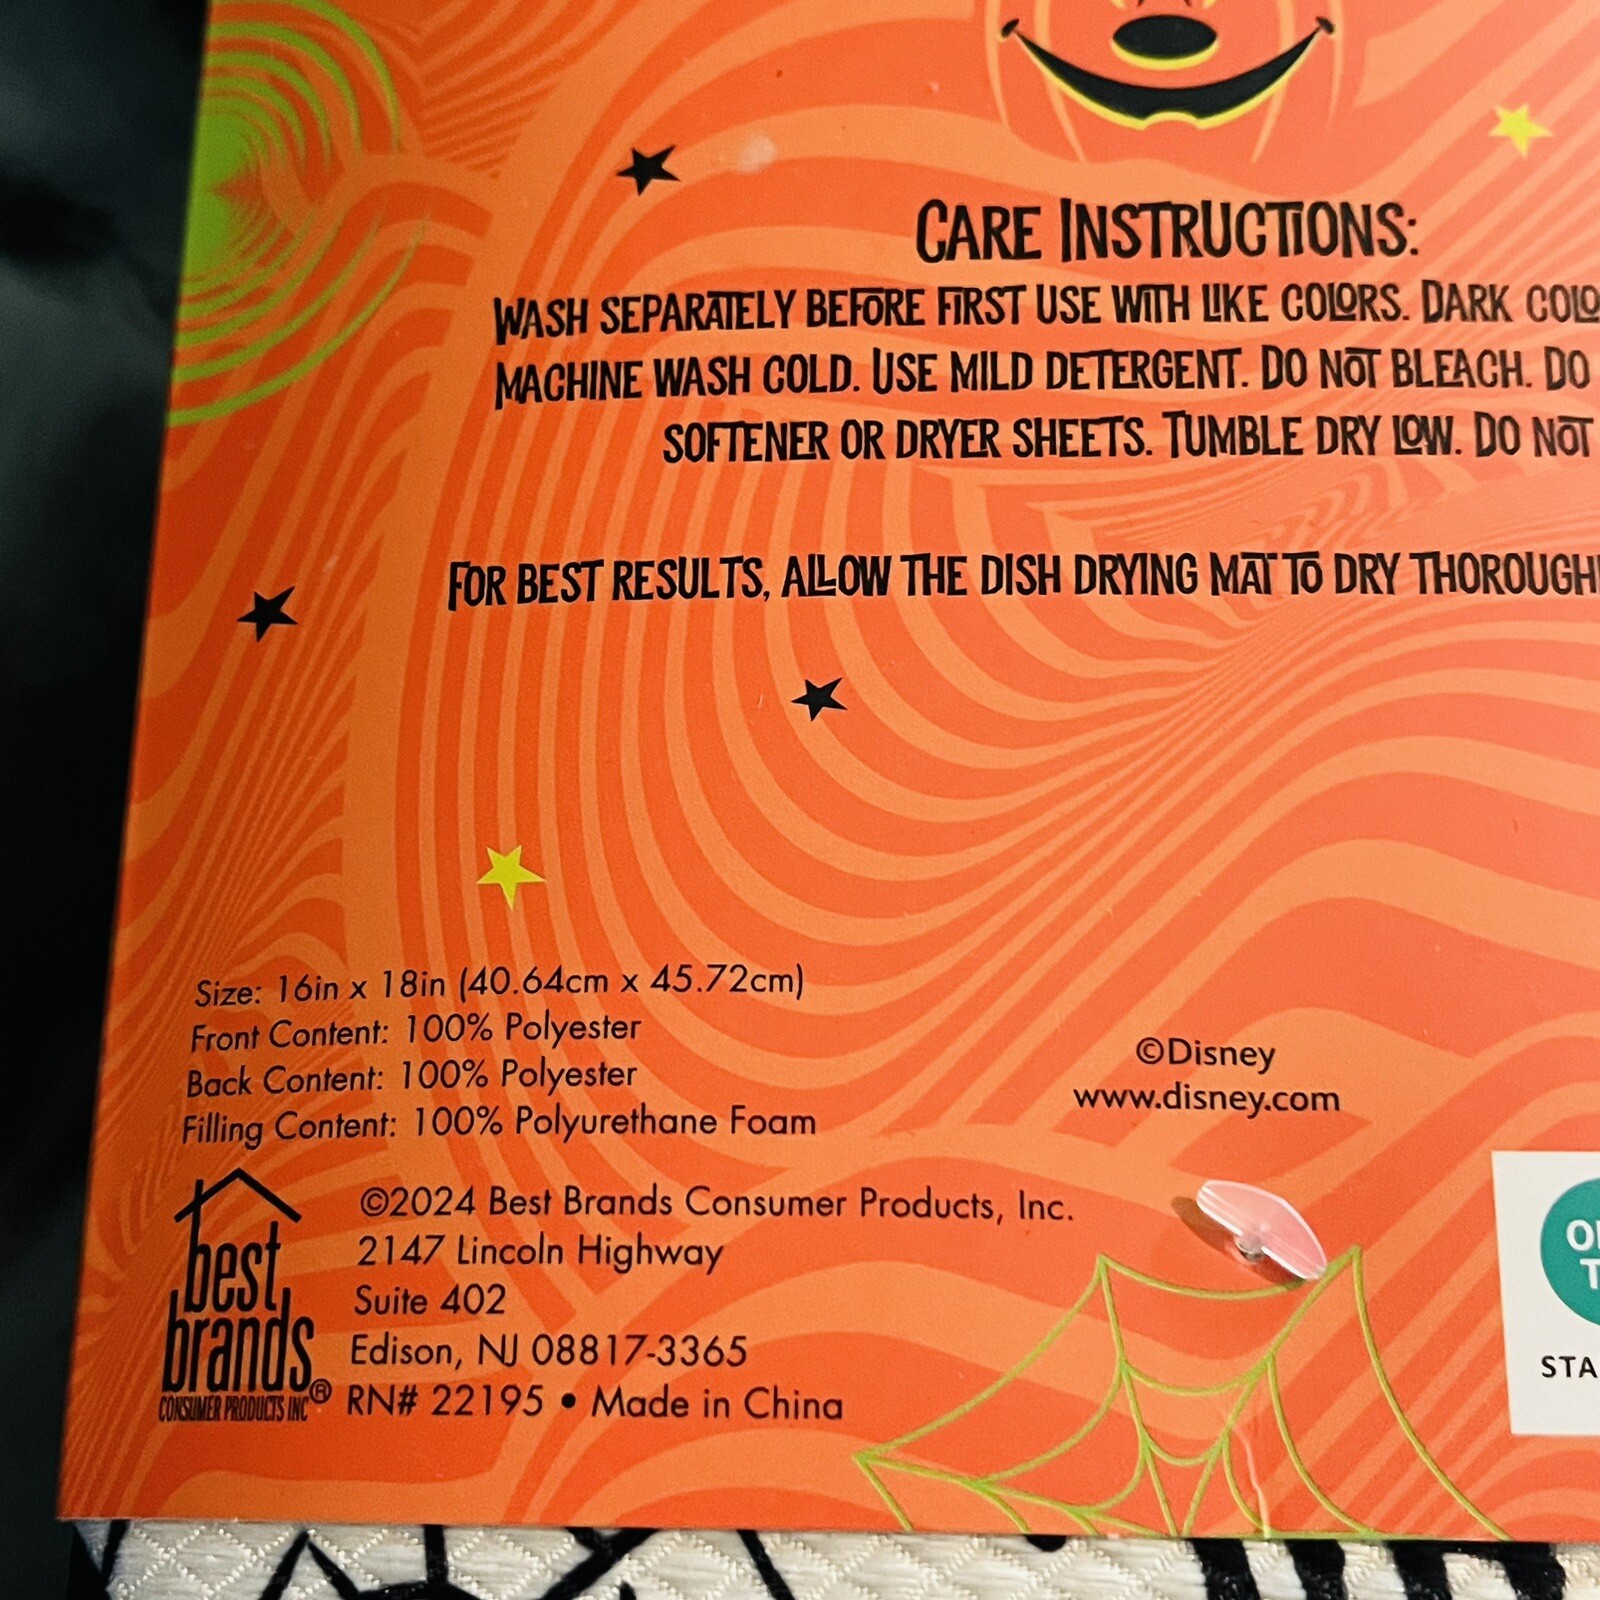 CARE INSTRUCTIONS:
WASH SEPARATELY BEFORE FIRST USE WITH LIKE COLORS. DARK
MACHINE WASH COLD. USE MILD DETERGENT. DO NOT BLEACH. DO
SOFTENER OR DRYER SHEETS. TUMBLE DRY LOW. DO NOT
FOR BEST RESULTS, ALLOW THE DISH DRYING MAT TO DRY
Size: 16in x 18in (40.64cm x 45.72cm)
Front Content: 100% Polyester
Back Content: 100% Polyester
Filling Content: 100% Polyurethane Foam
©Disney
www.disney.com
best
brands
CONSUMER PRODUCTS INC®
©2024 Best Brands Consumer Products, Inc.
2147 Lincoln Highway
Suite 402
Edison, NJ 08817-3365
RN# 22195 • Made in China